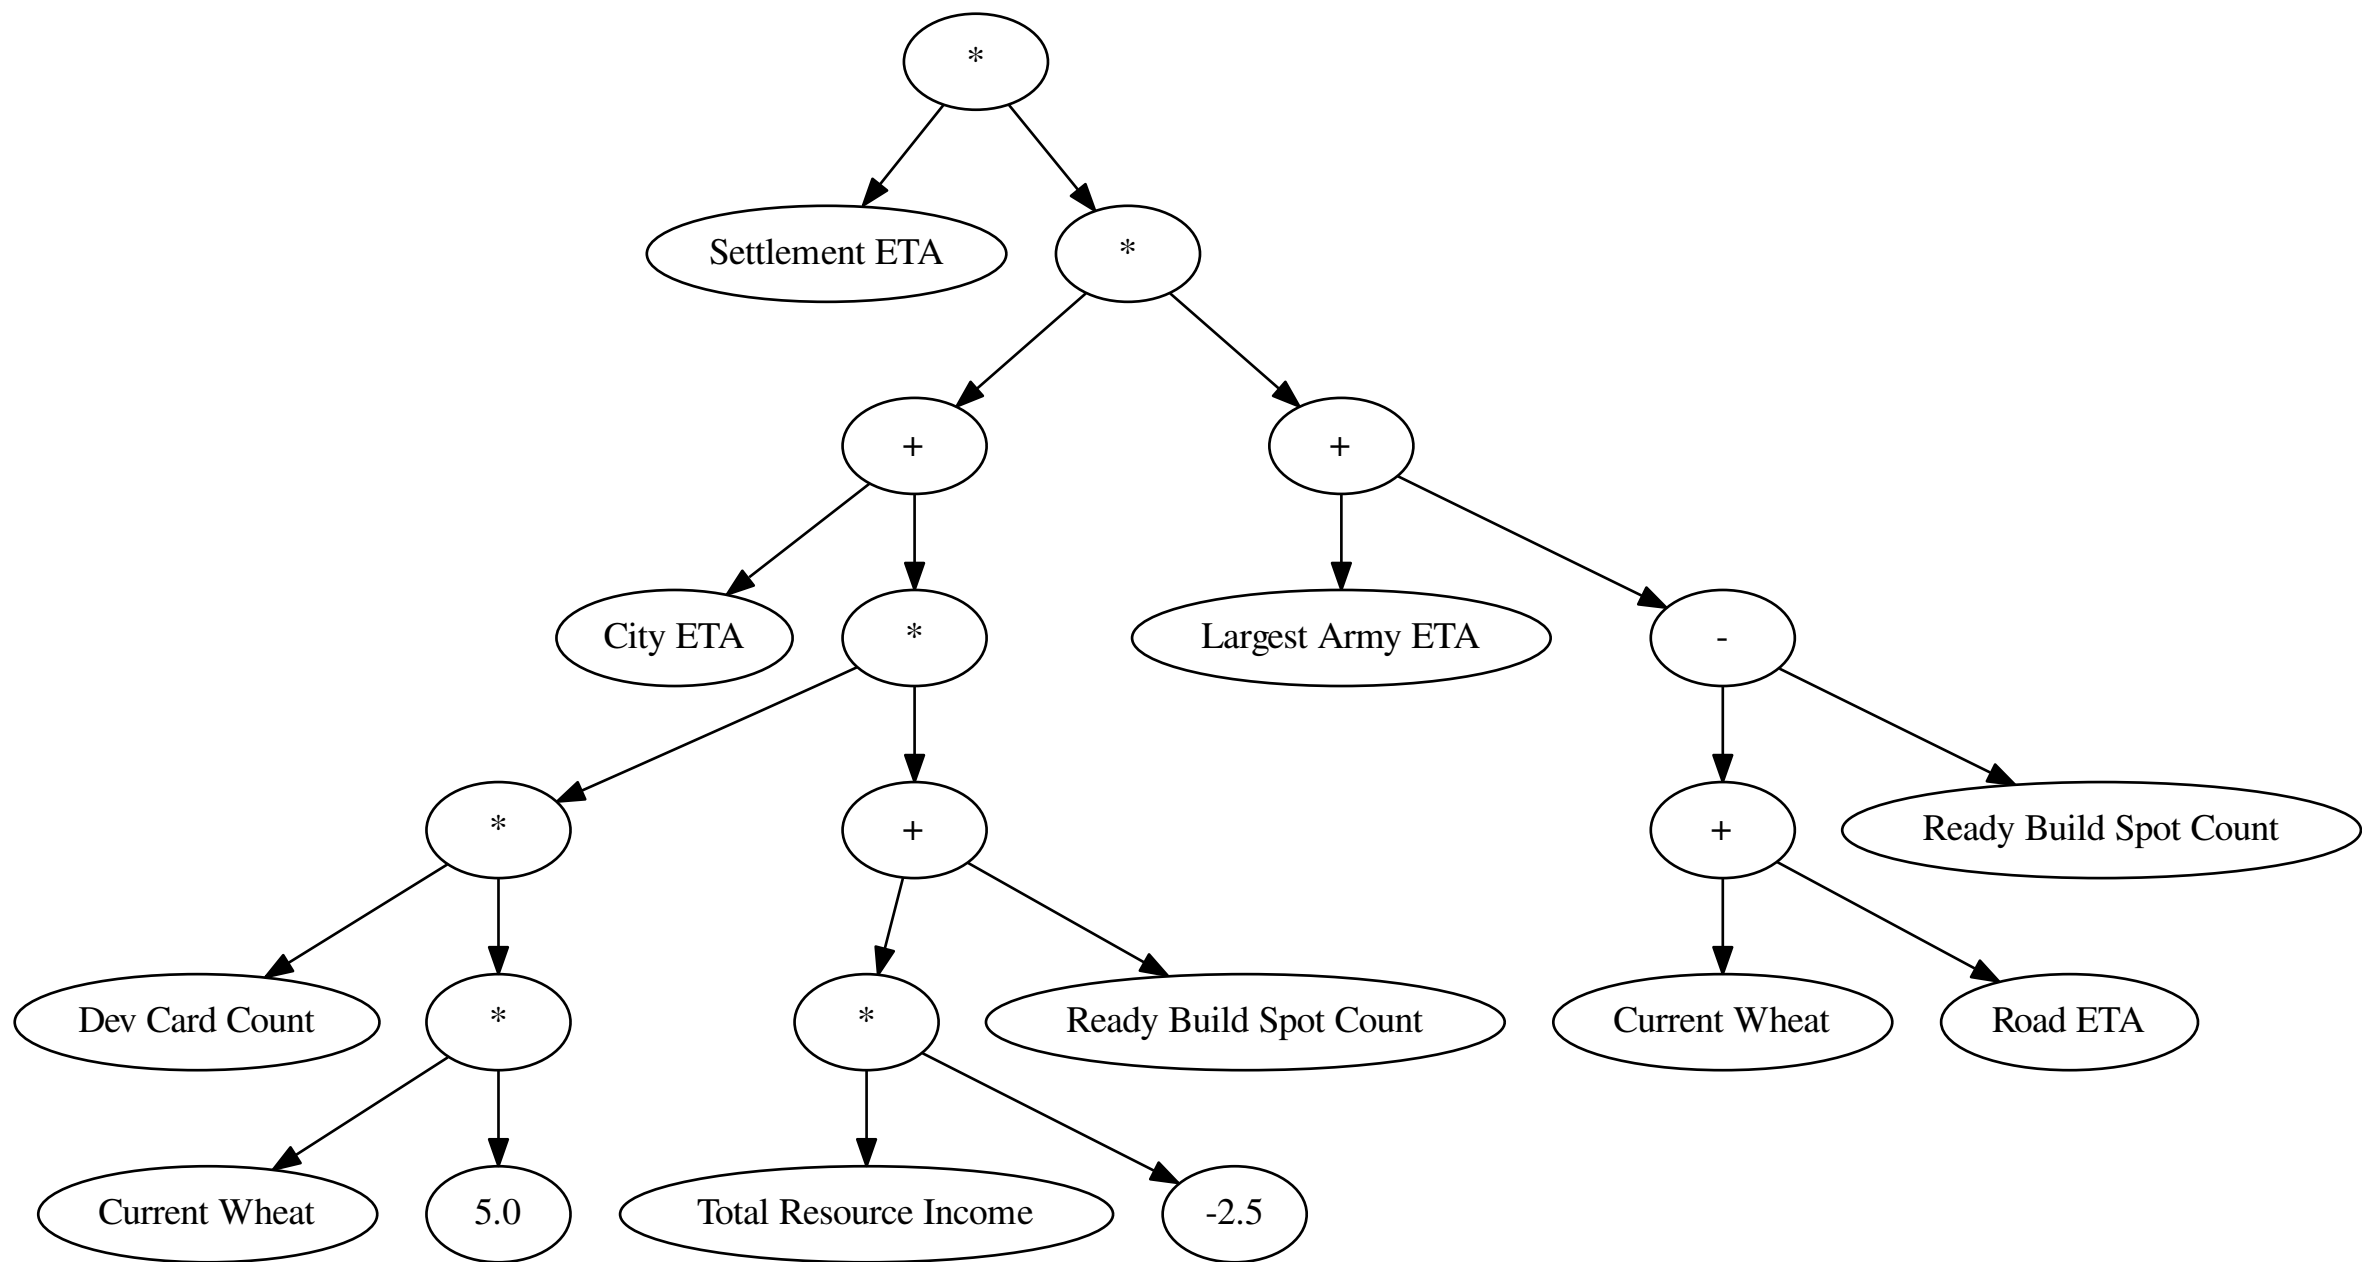 *
Settlement ETA
*
+
+
City ETA
*
Largest Army ETA
-
*
+
+
Ready Build Spot Count
Dev Card Count
*
*
Ready Build Spot Count
Current Wheat
Road ETA
Current Wheat
5.0
Total Resource Income
-2.5